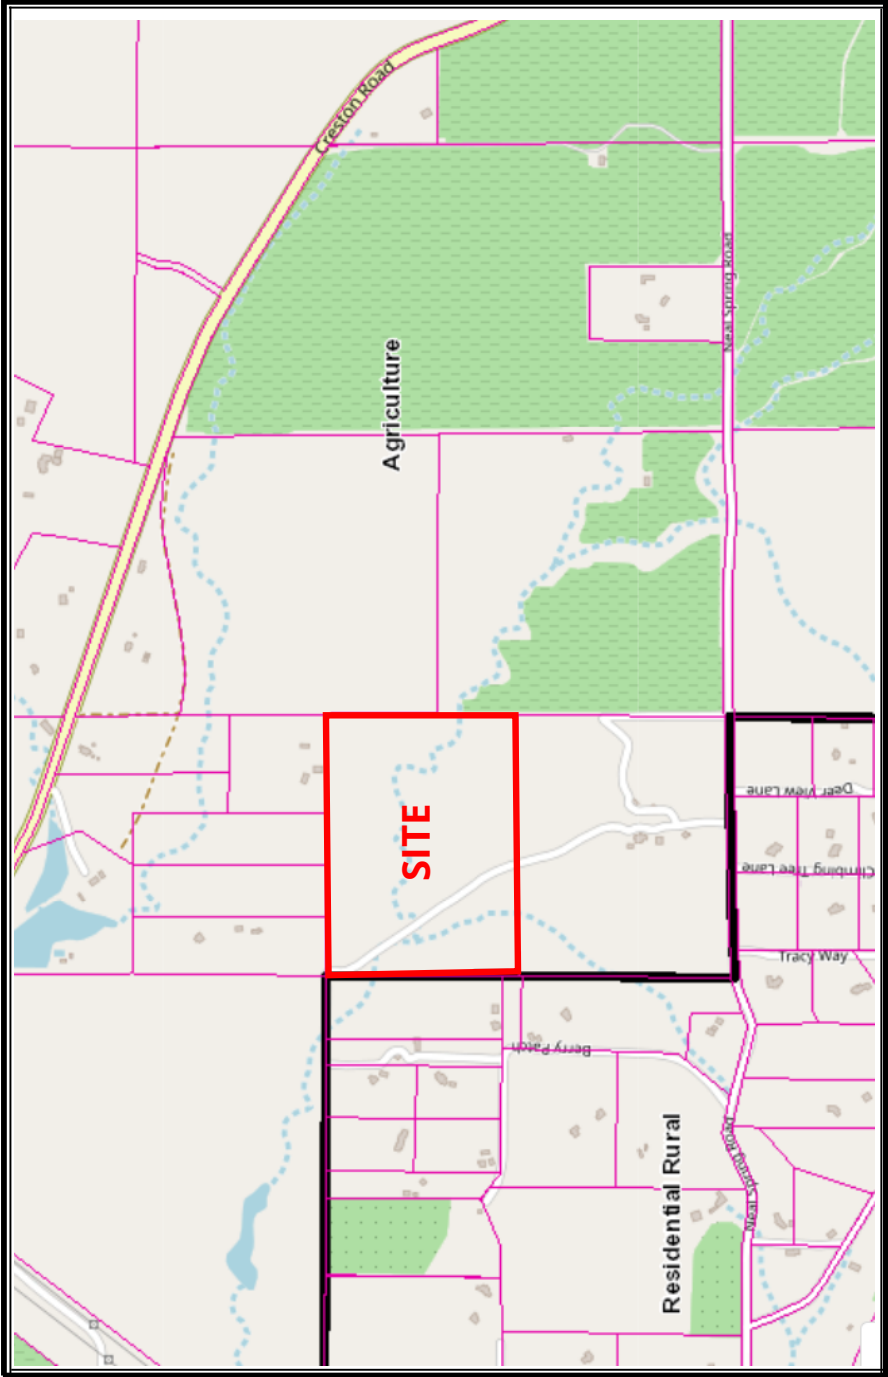 Creston Road
Neal Spring Road
Agriculture
SITE
Deer View Lane
Climbing Tree Lane
Tracy Way
Berry Patch
Residential Rural
Neal Spring Road